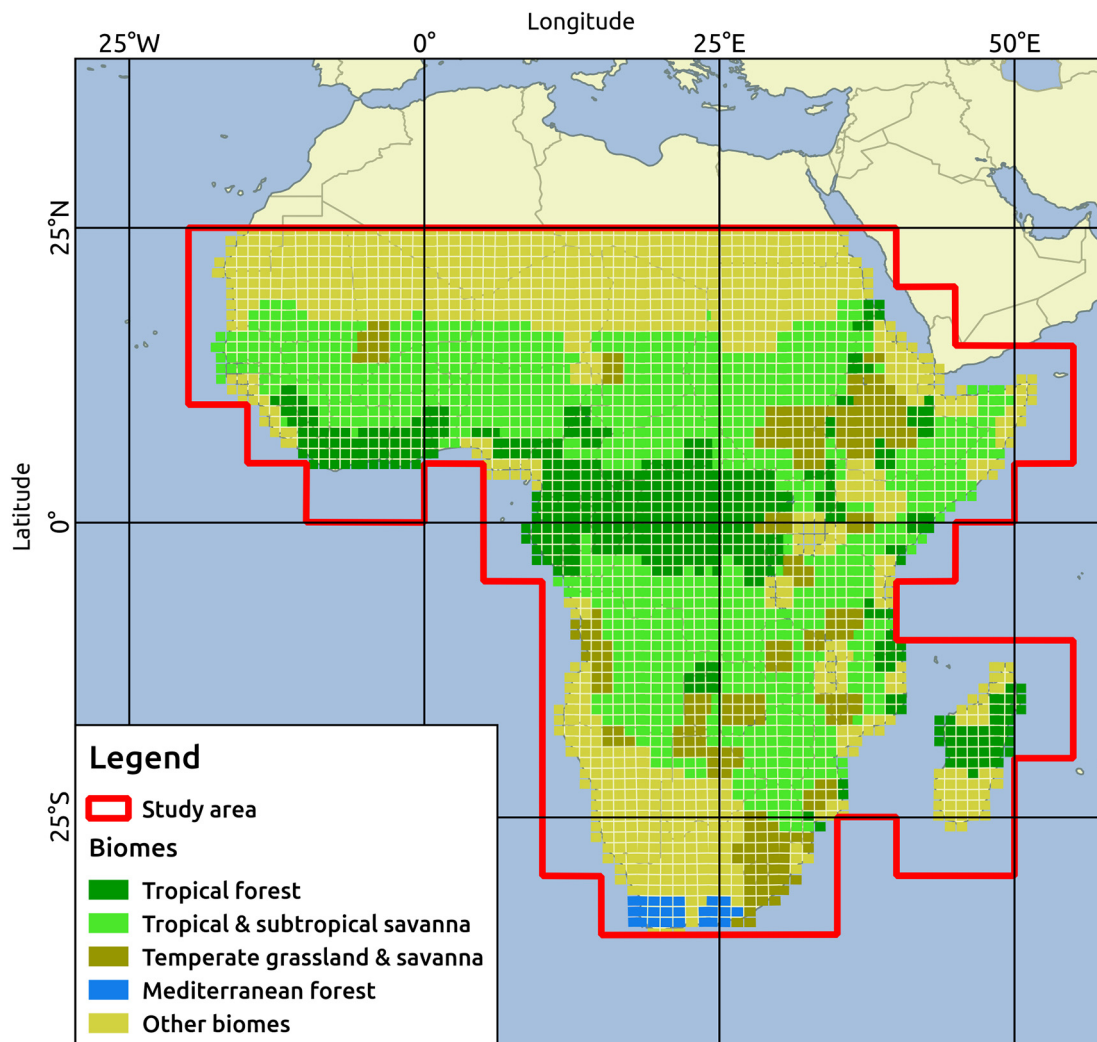 Longitude
25°W 0° 25°E 50°E
25°N
Latitude
0°
25°S
Legend
Study area
Biomes
Tropical forest
Tropical & subtropical savanna
Temperate grassland & savanna
Mediterranean forest
Other biomes